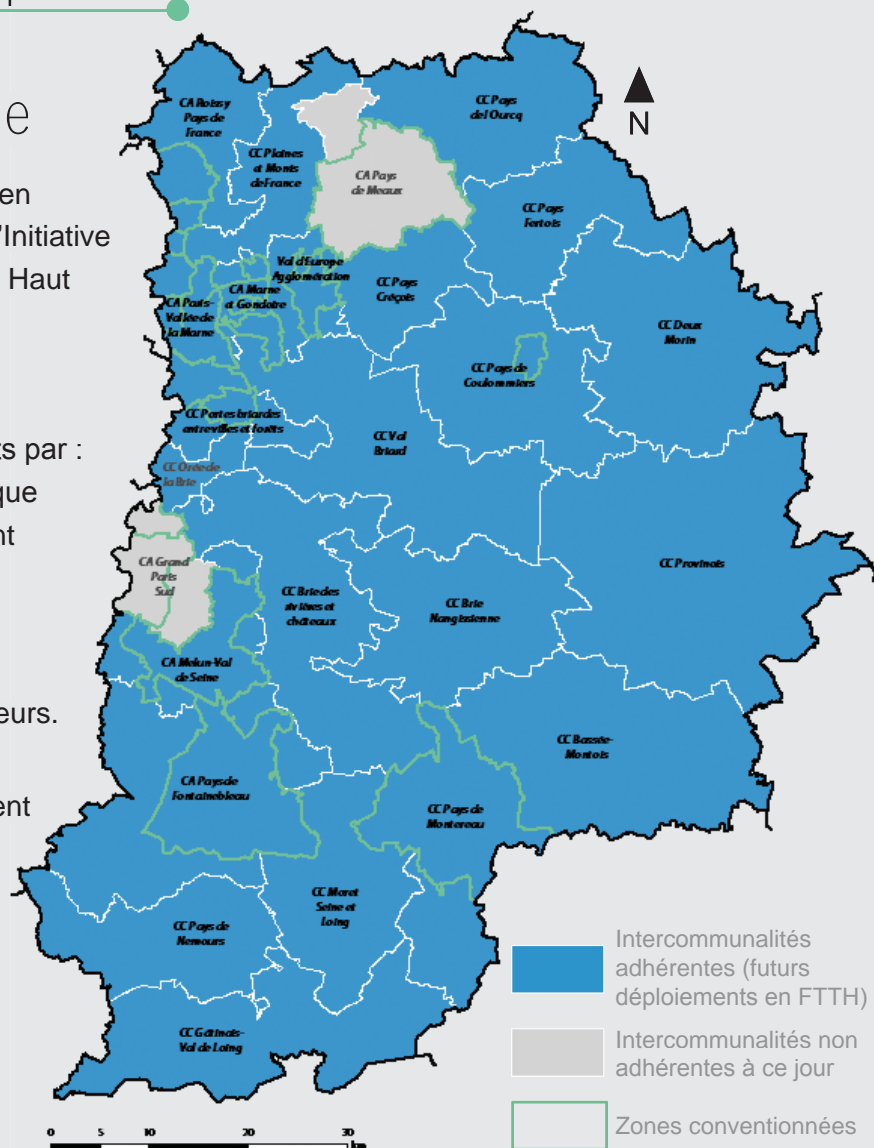 e
en
'Initiative
Haut
ts par :
que
nt
eurs.
ent
N
CA Roissy
Pays de
France
CC Plaines
et Monts
de France
CC Pays
de l Ourcq
CA Pays
de Meaux
CC Pays
Fertois
Val d'Europe
Agglomération
CA Marne
et Gondoire
CC Pays
Créçois
CA Paris-
Vallée de
la Marne
CC Deux
Morin
CC Pays de
Coulommiers
CC Portes briardes
entre villes et forêts
CC Val
Briard
CC Orée de
la Brie
CA Grand
Paris
Sud
CC Provinois
CC Brie des
rivières et
châteaux
CC Brie
Nangissienne
CA Melun-Val
de Seine
CC Bassée-
Montois
CA Pays de
Fontainebleau
CC Pays de
Montereau
CC Moret
Seine et
Loing
CC Pays de
Nemours
CC Gâtinais-
Val de Loing
Intercommunalités
adhérentes (futurs
déploiements en FTTH)
Intercommunalités non
adhérentes à ce jour
Zones conventionnées
0 5 10 20 30
km